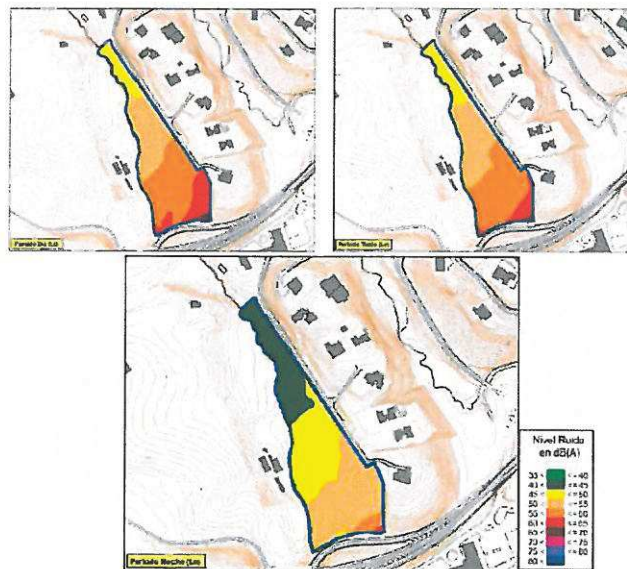 Periodo Día (Ld)
Periodo Tarde (Le)
Periodo Noche (Ln)
Nivel Ruido
en dB(A)
35 < <= 40
40 < <= 45
45 < <= 50
50 < <= 55
55 < <= 60
60 < <= 65
65 < <= 70
70 < <= 75
75 < <= 80
80 <